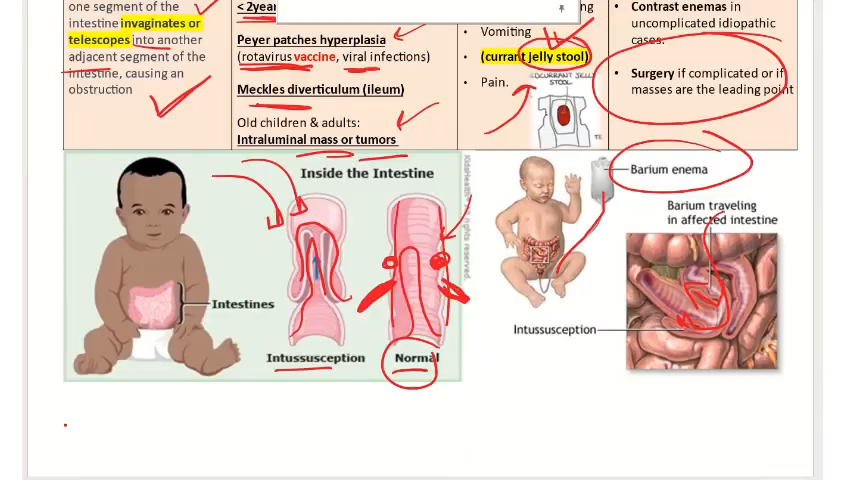 one segment of the
intestine invaginates or
telescopes into another
adjacent segment of the
intestine, causing an
obstruction
Peyer patches hyperplasia
(rotavirus vaccine, viral infections)
Meckles diverticulum (ileum)
Old children & adults:
Intraluminal mass or tumors
Vomiting
(currant jelly stool)
Pain.
STOOL
Contrast enemas in
uncomplicated idiopathic
cases.
Surgery if complicated or if
masses are the leading point
Inside the Intestine
Intestines
Intussusception
Normal
Barium enema
Barium traveling
in affected intestine
Intussusception